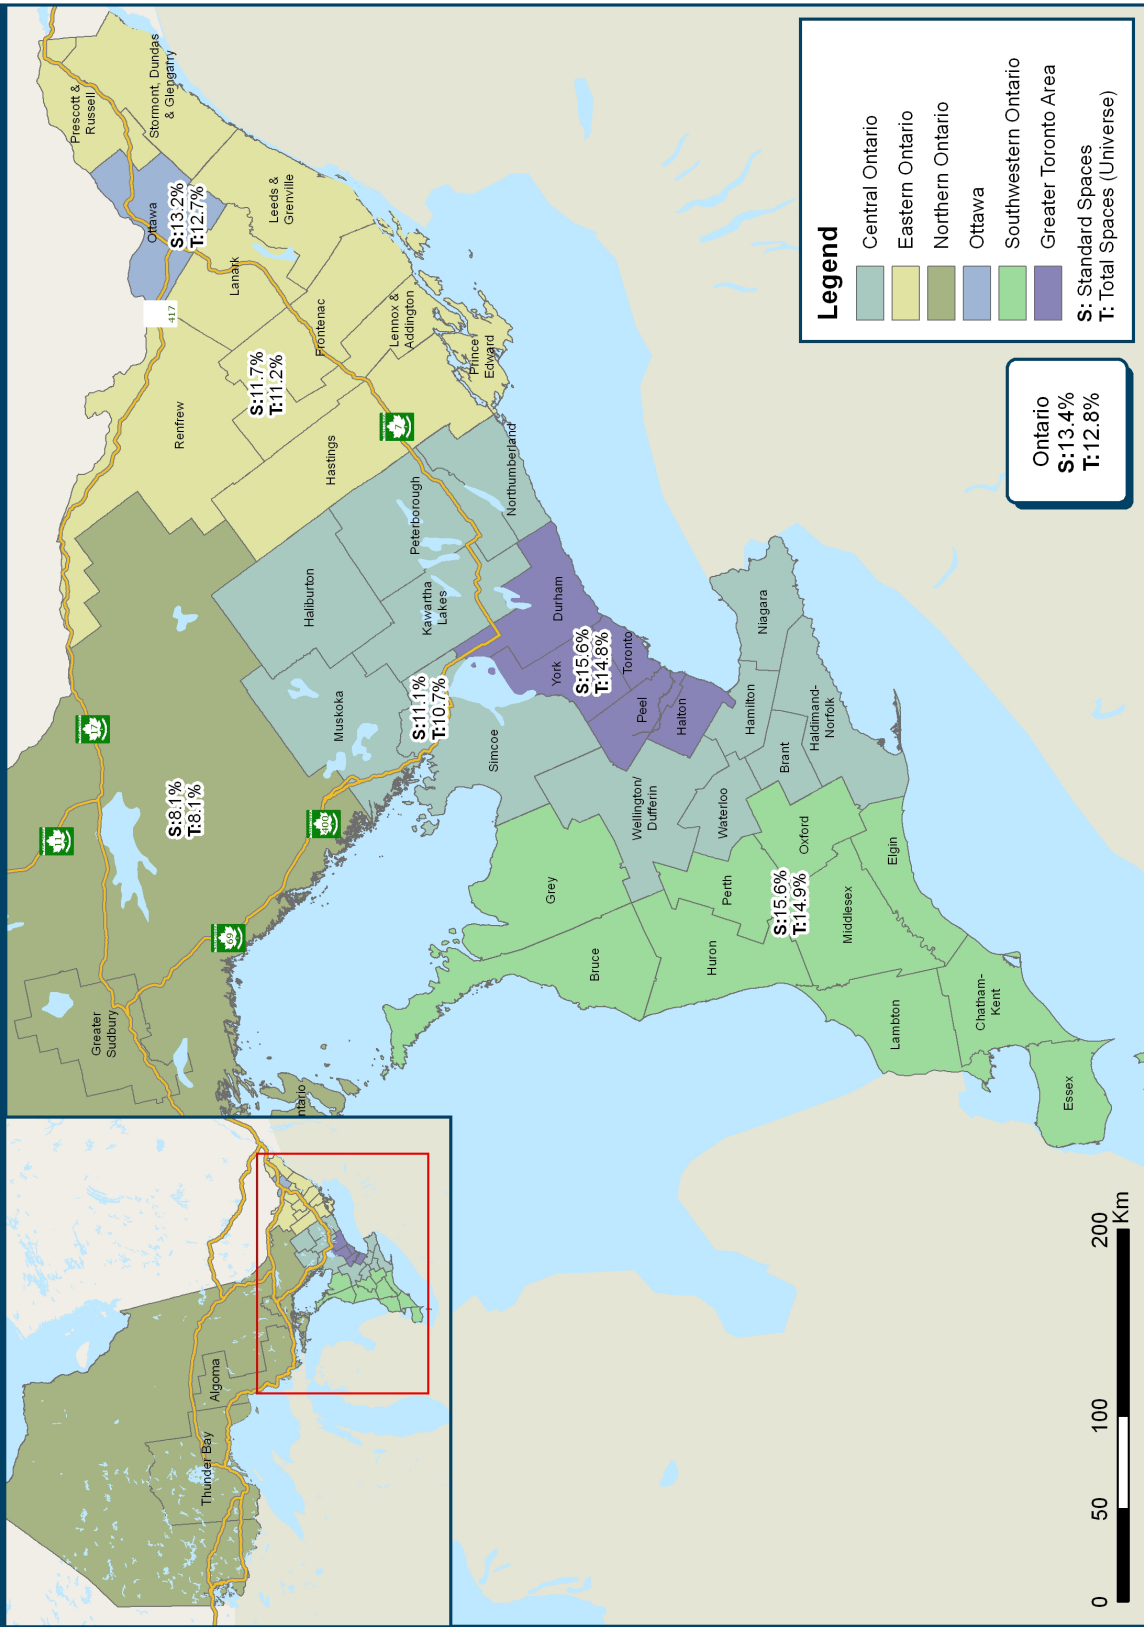 Algoma
Thunder Bay
Greater
Sudbury
ntario
69
11
17
400
S:8.1%
T:8.1%
Renfrew
417
Ottawa
S:13.2%
T:12.7%
Prescott &
Russell
Stormont, Dundas
& Glengarry
Lanark
Leeds &
Grenville
S:11.7%
T:11.2%
Frontenac
Lennox &
Addington
Hastings
7
Prince
Edward
Muskoka
Haliburton
S:11.1%
T:10.7%
Kawartha
Lakes
Peterborough
Northumberland
Simcoe
York
Durham
S:15.6%
T:14.8%
Toronto
Peel
Halton
Grey
Bruce
Wellington/
Dufferin
Huron
Perth
Waterloo
Hamilton
Niagara
S:15.6%
T:14.9%
Oxford
Brant
Haldimand-
Norfolk
Middlesex
Elgin
Lambton
Chatham-
Kent
Essex
Ontario
S:13.4%
T:12.8%
Legend
Central Ontario
Eastern Ontario
Northern Ontario
Ottawa
Southwestern Ontario
Greater Toronto Area
S: Standard Spaces
T: Total Spaces (Universe)
0 50 100 200
Km